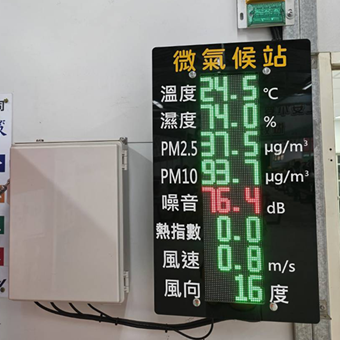 微氣候站
溫度 24.5 ℃
濕度 74.0 %
PM2.5 37.5 μg/m³
PM10 93.7 μg/m³
噪音 76.4 dB
熱指數 0.0
風速 0.8 m/s
風向 16 度